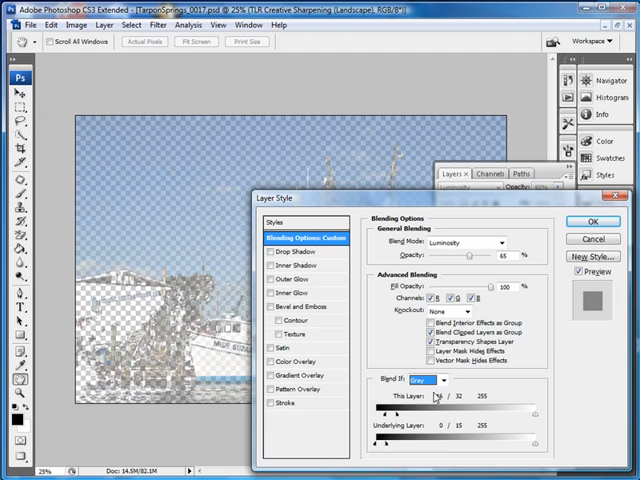 Adobe Photoshop CS3 Extended - [TarponSprings_0017.psd @ 25% (TLR Creative Sharpening (Landscape), RGB/8*)]
File Edit Image Layer Select Filter Analysis View Window Help
Scroll All Windows Actual Pixels Fit Screen Print Size Workspace
Ps
Navigator
Histogram
Info
Color
Swatches
Styles
Layers Channels Paths
Luminosity Opacity: 65%
Layer Style
Styles
Blending Options: Custom
Drop Shadow
Inner Shadow
Outer Glow
Inner Glow
Bevel and Emboss
Contour
Texture
Satin
Color Overlay
Gradient Overlay
Pattern Overlay
Stroke
Blending Options
General Blending
Blend Mode: Luminosity
Opacity: 65 %
Advanced Blending
Fill Opacity: 100 %
Channels: R G B
Knockout: None
Blend Interior Effects as Group
Blend Clipped Layers as Group
Transparency Shapes Layer
Layer Mask Hides Effects
Vector Mask Hides Effects
Blend If: Gray
This Layer: 16 / 32 255
Underlying Layer: 0 / 15 255
OK
Cancel
New Style...
Preview
MISS SUZA
25% Doc: 14.5M/82.1M